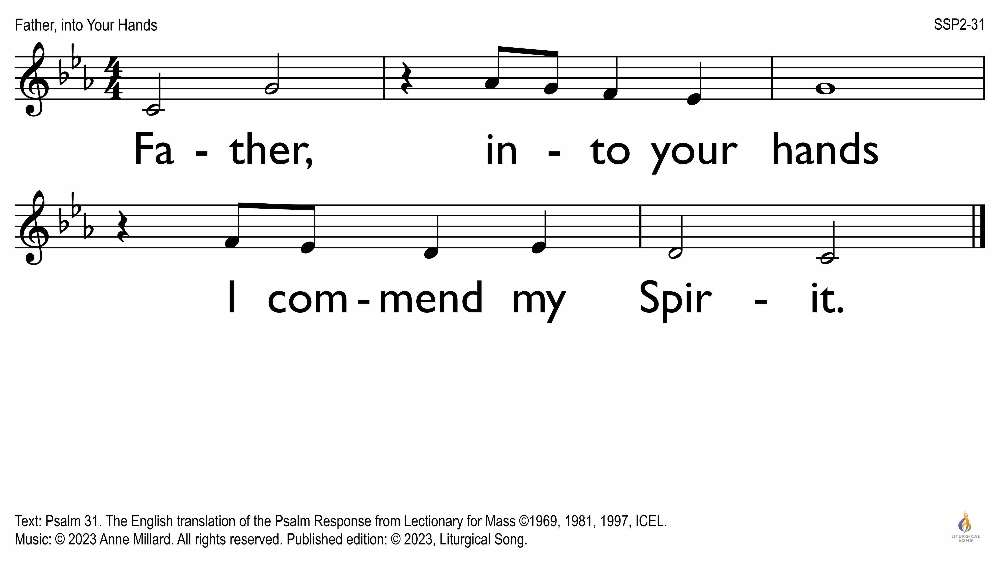 Father, into Your Hands
SSP2-31
4
4
Fa - ther, in - to your hands
I com - mend my Spir - it.
Text: Psalm 31. The English translation of the Psalm Response from Lectionary for Mass ©1969, 1981, 1997, ICEL.
Music: © 2023 Anne Millard. All rights reserved. Published edition: © 2023, Liturgical Song.
LITURGICAL
SONG